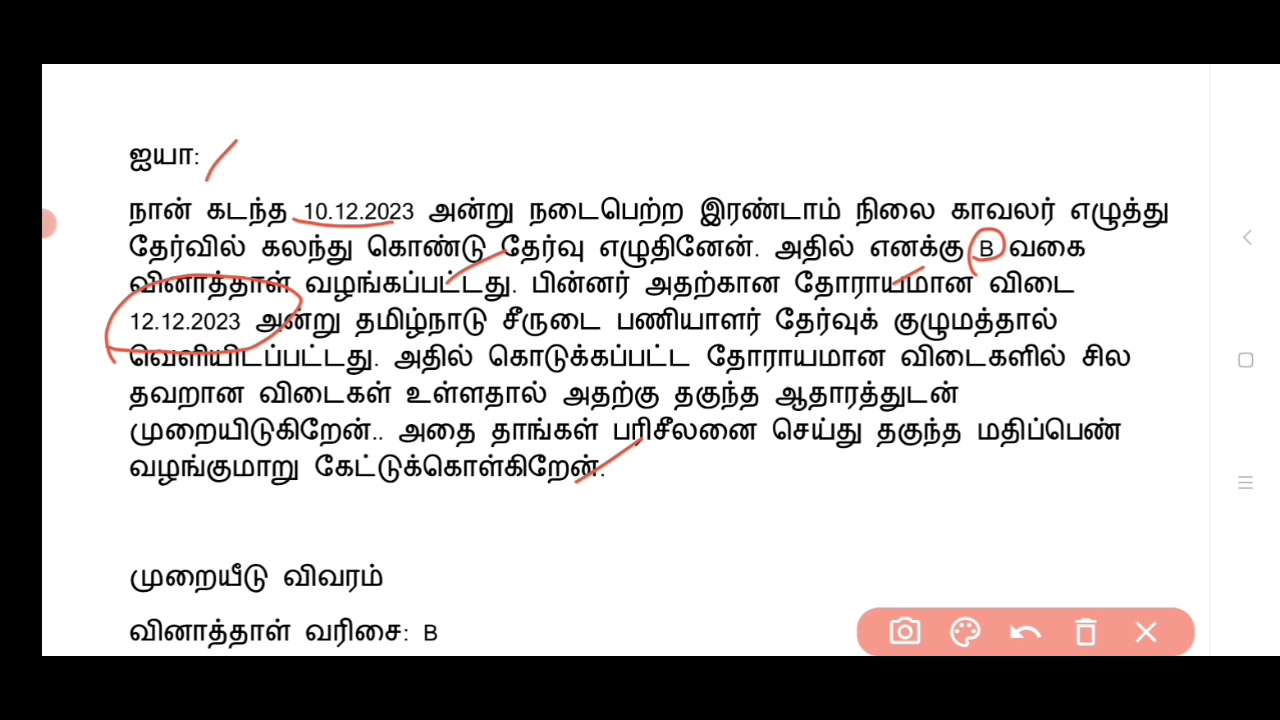 ஐயா:
நான் கடந்த 10.12.2023 அன்று நடைபெற்ற இரண்டாம் நிலை காவலர் எழுத்து
தேர்வில் கலந்து கொண்டு தேர்வு எழுதினேன். அதில் எனக்கு B வகை
வினாத்தாள் வழங்கப்பட்டது. பின்னர் அதற்கான தோராயமான விடை
12.12.2023 அன்று தமிழ்நாடு சீருடை பணியாளர் தேர்வுக் குழுமத்தால்
வெளியிடப்பட்டது. அதில் கொடுக்கப்பட்ட தோராயமான விடைகளில் சில
தவறான விடைகள் உள்ளதால் அதற்கு தகுந்த ஆதாரத்துடன்
முறையிடுகிறேன்.. அதை தாங்கள் பரிசீலனை செய்து தகுந்த மதிப்பெண்
வழங்குமாறு கேட்டுக்கொள்கிறேன்.
முறையீடு விவரம்
வினாத்தாள் வரிசை: B